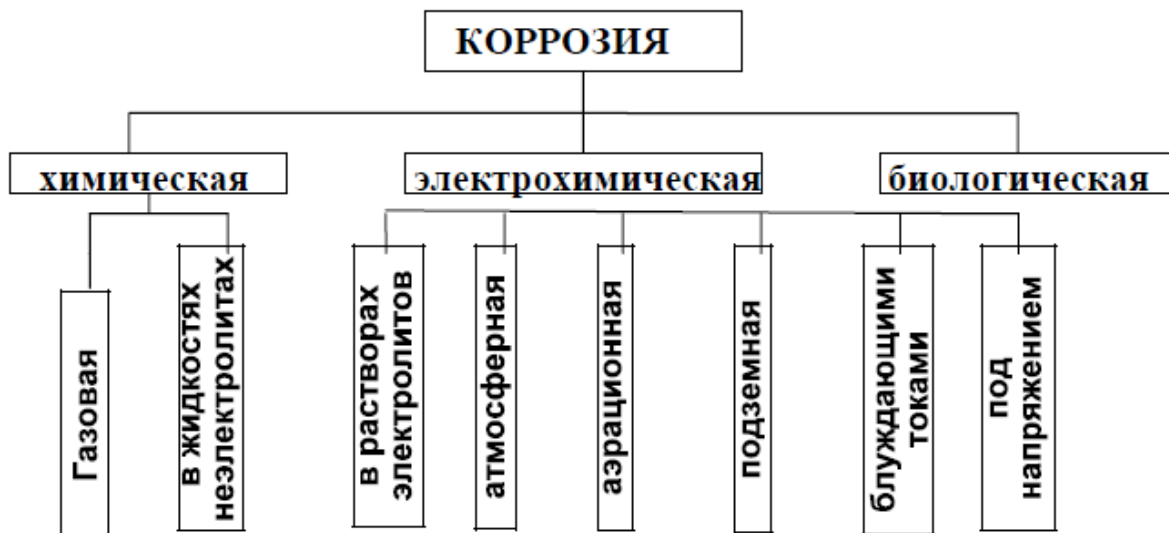 КОРРОЗИЯ
химическая
электрохимическая
биологическая
Газовая
в жидкостях
неэлектролитах
в растворах
электролитов
атмосферная
аэрационная
подземная
блуждающими
токами
под
напряжением